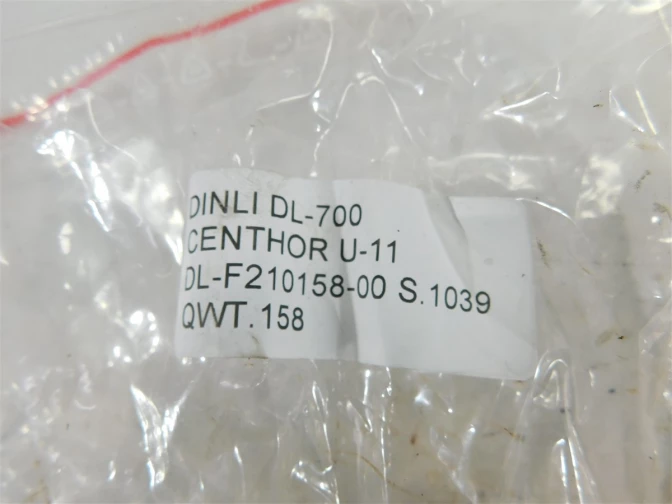 DINLI DL-700
CENTHOR U-11
DL-F210158-00 S.1039
QWT.158